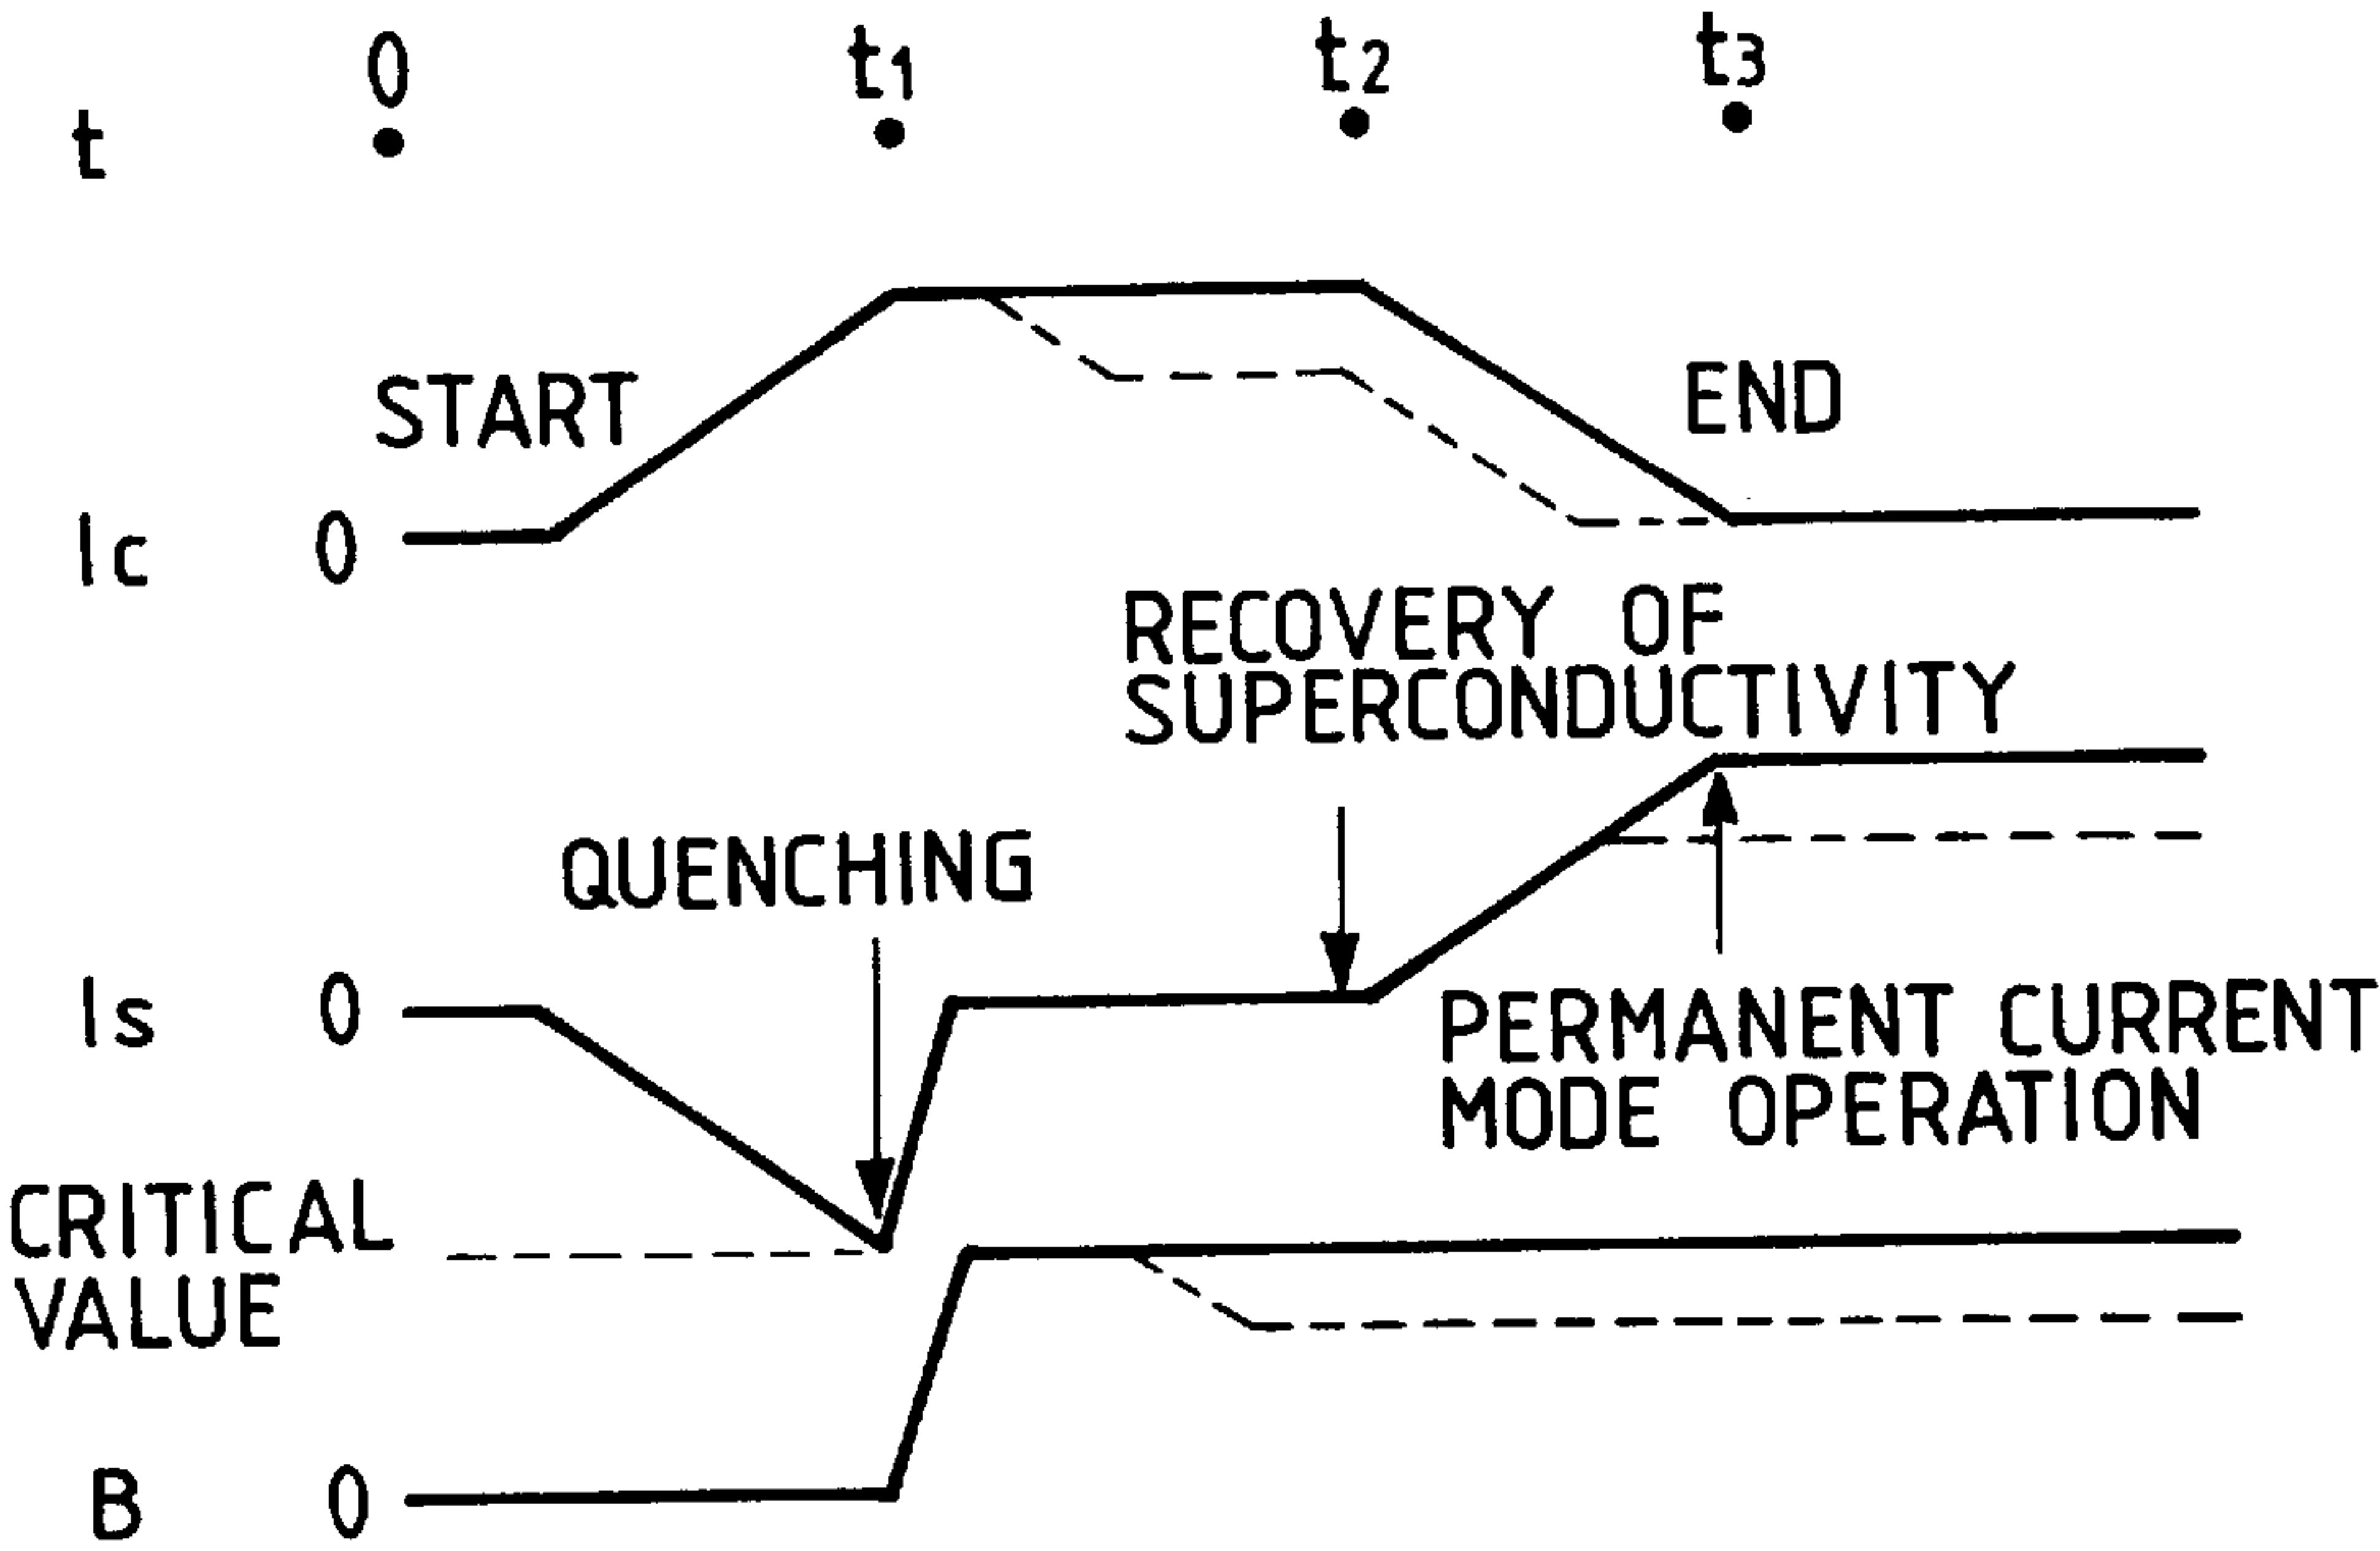 0 t1 t2 t3
t
START
END
Ic 0
RECOVERY OF
SUPERCONDUCTIVITY
QUENCHING
Is 0
PERMANENT CURRENT
MODE OPERATION
CRITICAL
VALUE
B 0